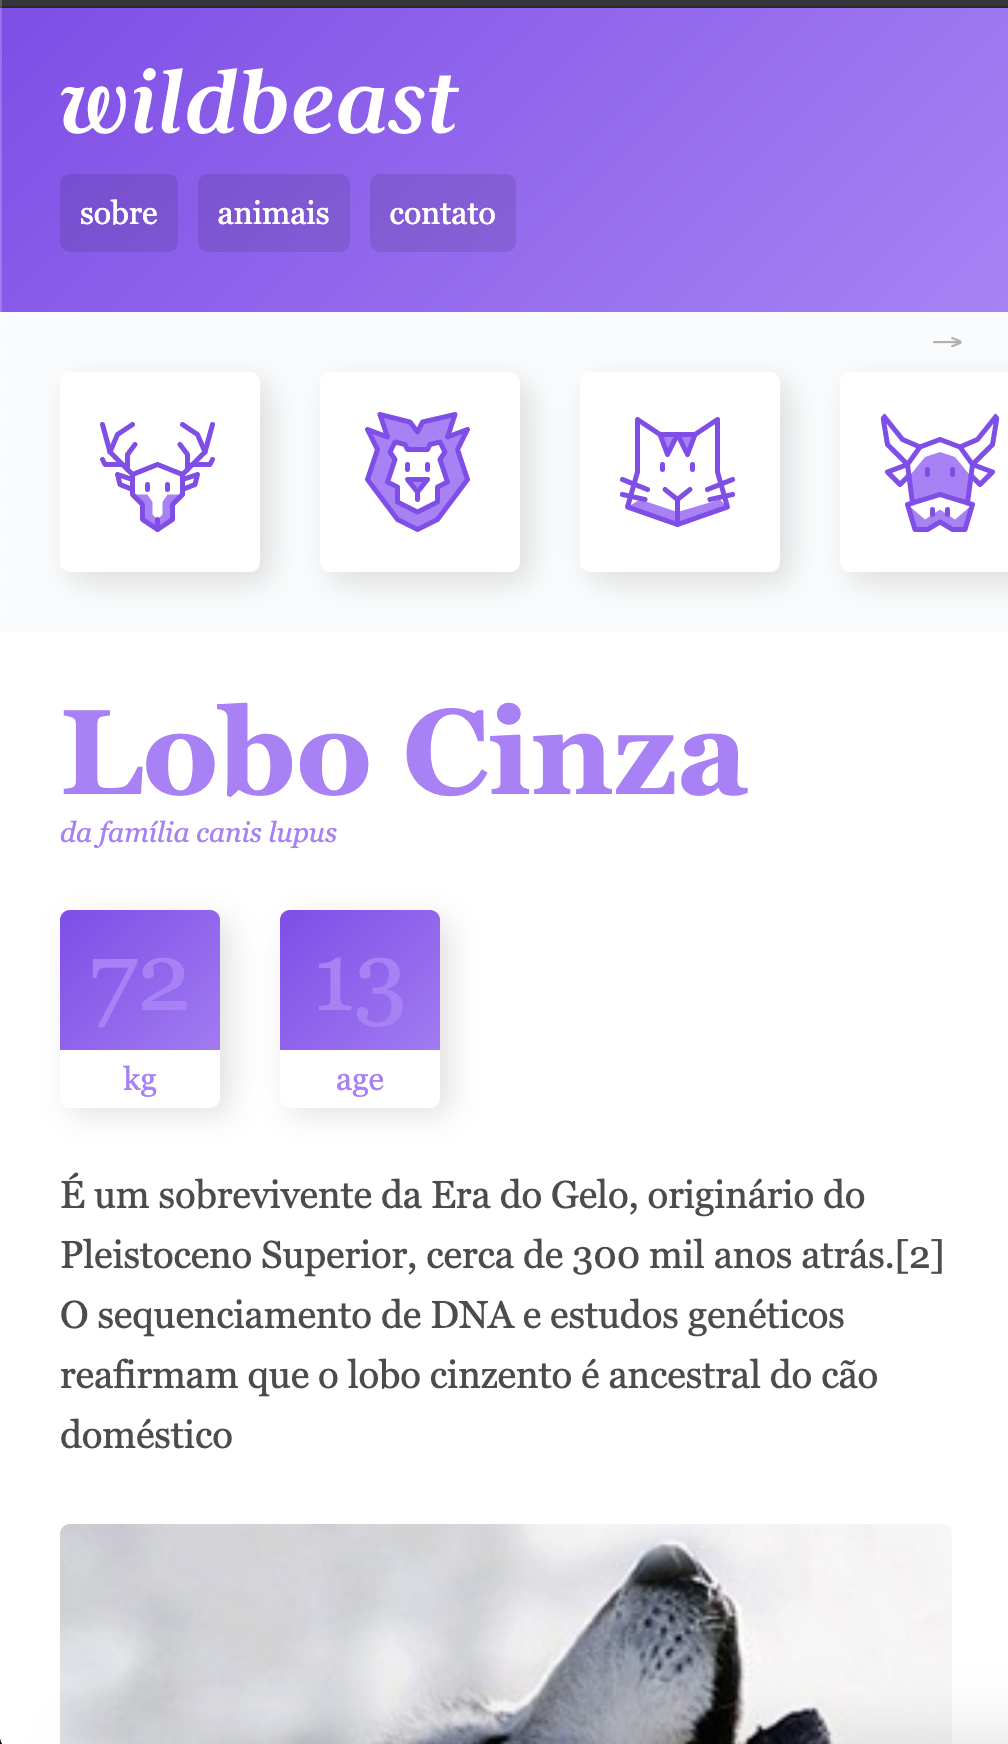 wildbeast
sobre
animais
contato
→
Lobo Cinza
da família canis lupus
72
13
kg
age
É um sobrevivente da Era do Gelo, originário do
Pleistoceno Superior, cerca de 300 mil anos atrás.[2]
O sequenciamento de DNA e estudos genéticos
reafirmam que o lobo cinzento é ancestral do cão
doméstico